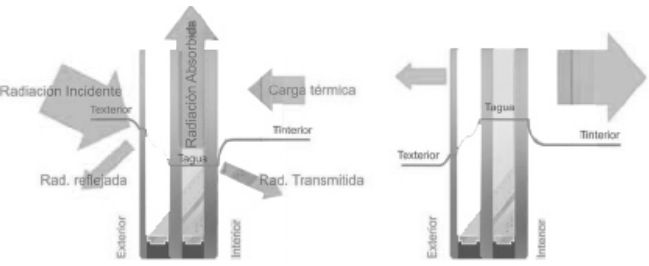 Radiación Incidente
Texterior
Radiación Absorbida
Carga térmica
Tinterior
Tagua
Rad. reflejada
Rad. Transmitida
Exterior
Interior
Tagua
Tinterior
Texterior
Exterior
Interior